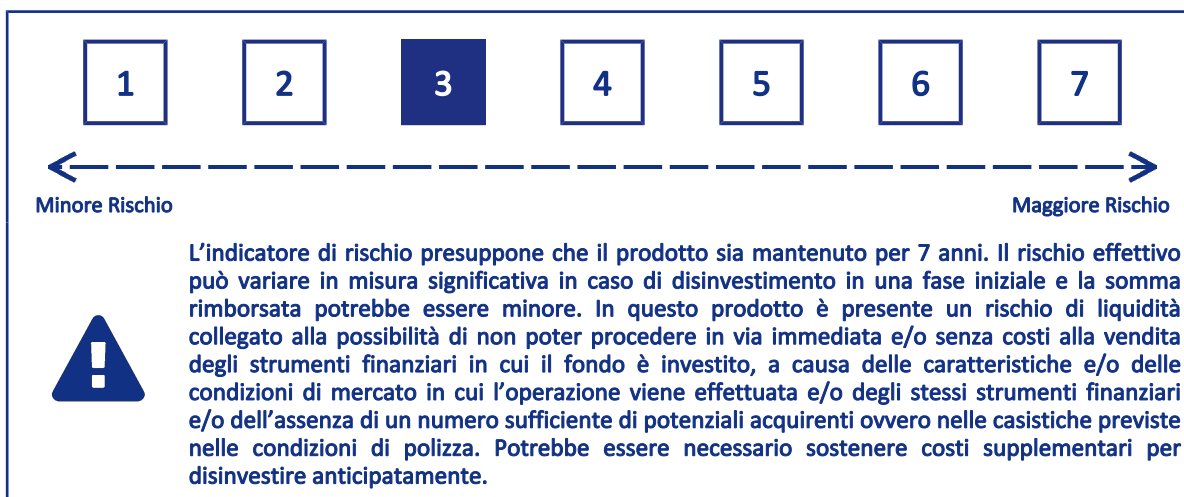 1 2 3 4 5 6 7
Minore Rischio Maggiore Rischio
L'indicatore di rischio presuppone che il prodotto sia mantenuto per 7 anni. Il rischio effettivo
può variare in misura significativa in caso di disinvestimento in una fase iniziale e la somma
rimborsata potrebbe essere minore. In questo prodotto è presente un rischio di liquidità
collegato alla possibilità di non poter procedere in via immediata e/o senza costi alla vendita
degli strumenti finanziari in cui il fondo è investito, a causa delle caratteristiche e/o delle
condizioni di mercato in cui l'operazione viene effettuata e/o degli stessi strumenti finanziari
e/o dell'assenza di un numero sufficiente di potenziali acquirenti ovvero nelle casistiche previste
nelle condizioni di polizza. Potrebbe essere necessario sostenere costi supplementari per
disinvestire anticipatamente.